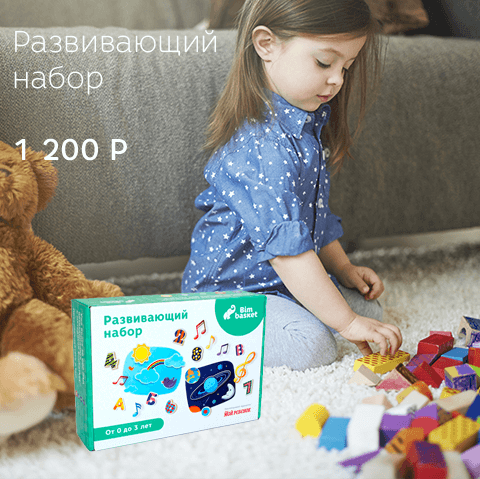 Развивающий
набор
1 200 Р
Развивающий
набор
Bim
basket
От 0 до 3 лет